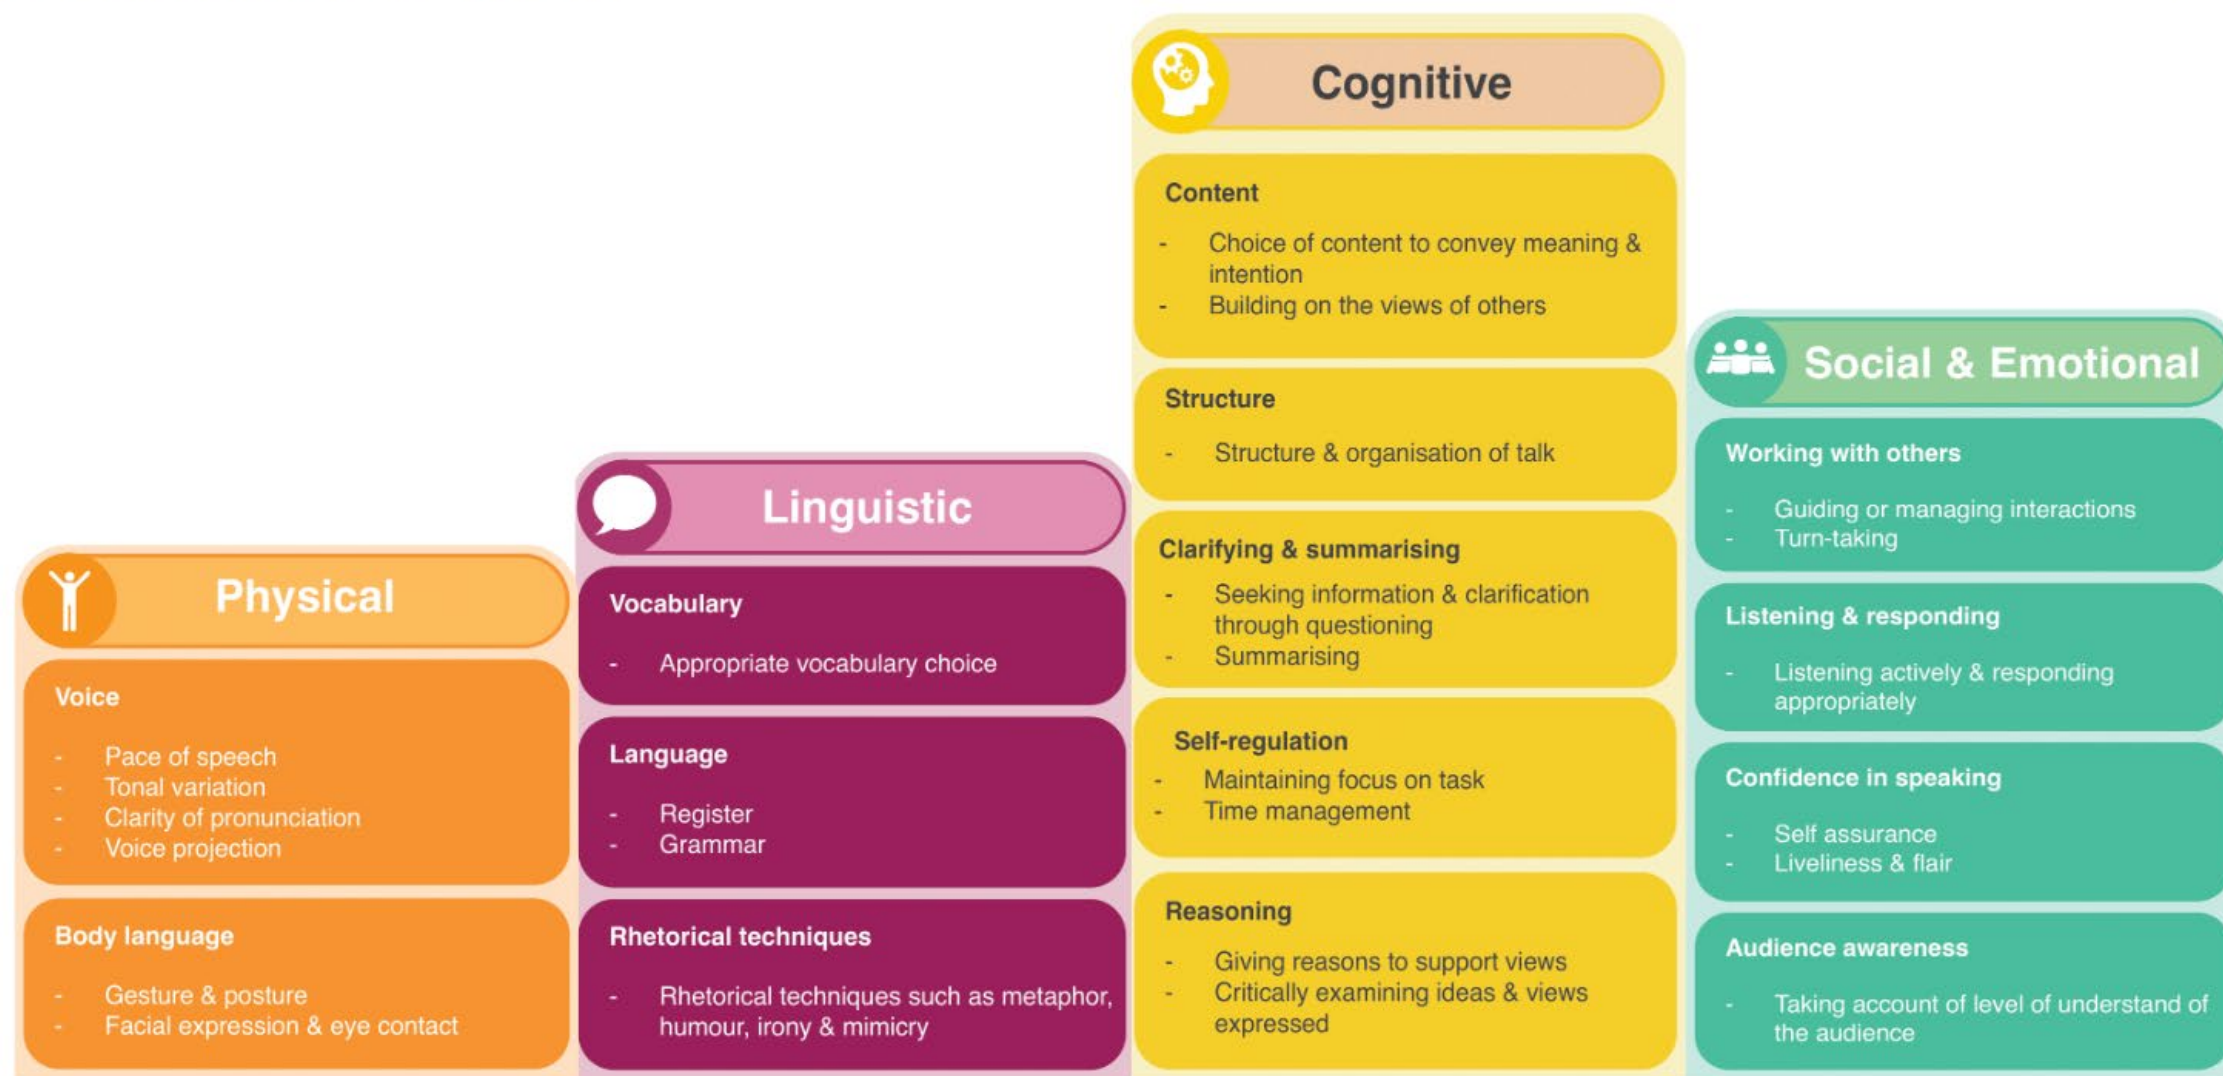 Physical
Voice
- Pace of speech
- Tonal variation
- Clarity of pronunciation
- Voice projection
Body language
- Gesture & posture
- Facial expression & eye contact
Linguistic
Vocabulary
- Appropriate vocabulary choice
Language
- Register
- Grammar
Rhetorical techniques
- Rhetorical techniques such as metaphor,
humour, irony & mimicry
Cognitive
Content
- Choice of content to convey meaning &
intention
- Building on the views of others
Structure
- Structure & organisation of talk
Clarifying & summarising
- Seeking information & clarification
through questioning
- Summarising
Self-regulation
- Maintaining focus on task
- Time management
Reasoning
- Giving reasons to support views
- Critically examining ideas & views
expressed
Social & Emotional
Working with others
- Guiding or managing interactions
- Turn-taking
Listening & responding
- Listening actively & responding
appropriately
Confidence in speaking
- Self assurance
- Liveliness & flair
Audience awareness
- Taking account of level of understand of
the audience